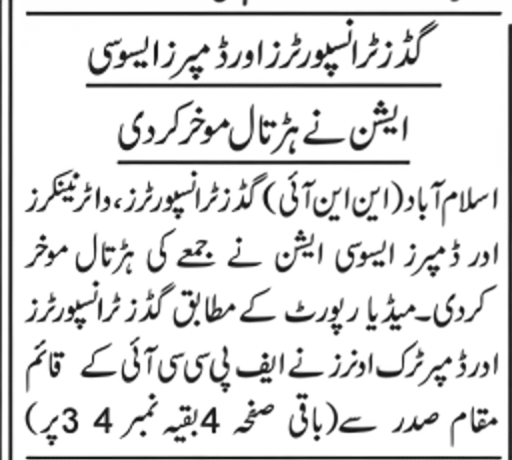 گڈز ٹرانسپورٹرز اور ڈمپرز ایسوسی
ایشن نے ہڑتال موخر کردی
اسلام آباد (این این آئی) گڈز ٹرانسپورٹرز، واٹر ٹینکرز
اور ڈمپرز ایسوسی ایشن نے جمعے کی ہڑتال موخر
کردی۔ میڈیا رپورٹ کے مطابق گڈز ٹرانسپورٹرز
اور ڈمپر ٹرک اونرز نے ایف پی سی سی آئی کے قائم
مقام صدر سے (باقی صفحہ 4 بقیہ نمبر 4 3 پر)